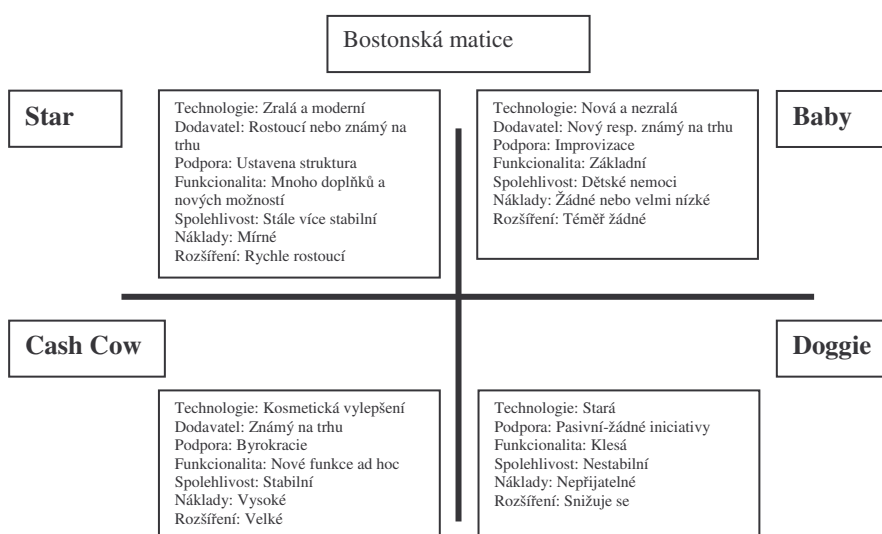 Bostonská matice
Star
Technologie: Zralá a moderní
Dodavatel: Rostoucí nebo známý na
trhu
Podpora: Ustavena struktura
Funkcionalita: Mnoho doplňků a
nových možností
Spolehlivost: Stále více stabilní
Náklady: Mírné
Rozšíření: Rychle rostoucí
Technologie: Nová a nezralá
Dodavatel: Nový resp. známý na trhu
Podpora: Improvizace
Funkcionalita: Základní
Spolehlivost: Dětské nemoci
Náklady: Žádné nebo velmi nízké
Rozšíření: Téměř žádné
Baby
Cash Cow
Technologie: Kosmetická vylepšení
Dodavatel: Známý na trhu
Podpora: Byrokracie
Funkcionalita: Nové funkce ad hoc
Spolehlivost: Stabilní
Náklady: Vysoké
Rozšíření: Velké
Doggie
Technologie: Stará
Podpora: Pasivní-žádné iniciativy
Funkcionalita: Klesá
Spolehlivost: Nestabilní
Náklady: Nepřijatelné
Rozšíření: Snižuje se